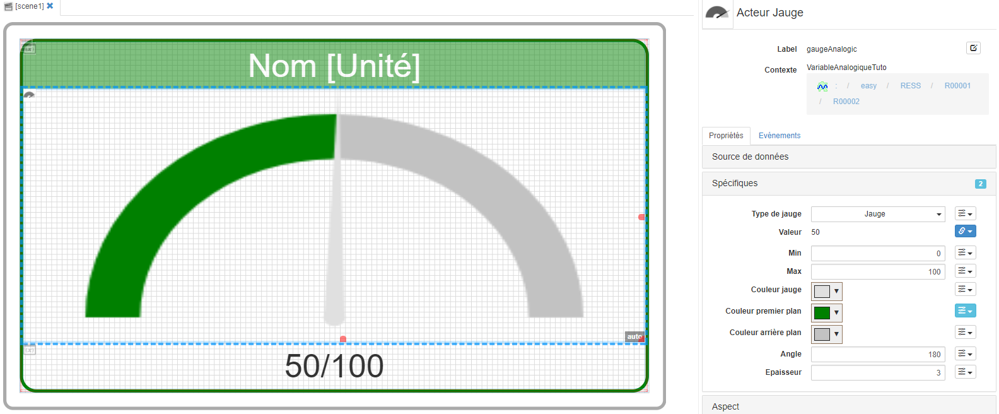 [scene1]
(x)
Nom [Unité]
auto
(x)
50/100
Acteur Jauge
Label gaugeAnalogic
Contexte VariableAnalogiqueTuto
: / easy / RESS / R00001
/ R00002
Propriétés Evènements
Source de données
Spécifiques 2
Type de jauge Jauge
Valeur 50
Min 0
Max 100
Couleur jauge
Couleur premier plan
Couleur arrière plan
Angle 180
Epaisseur 3
Aspect